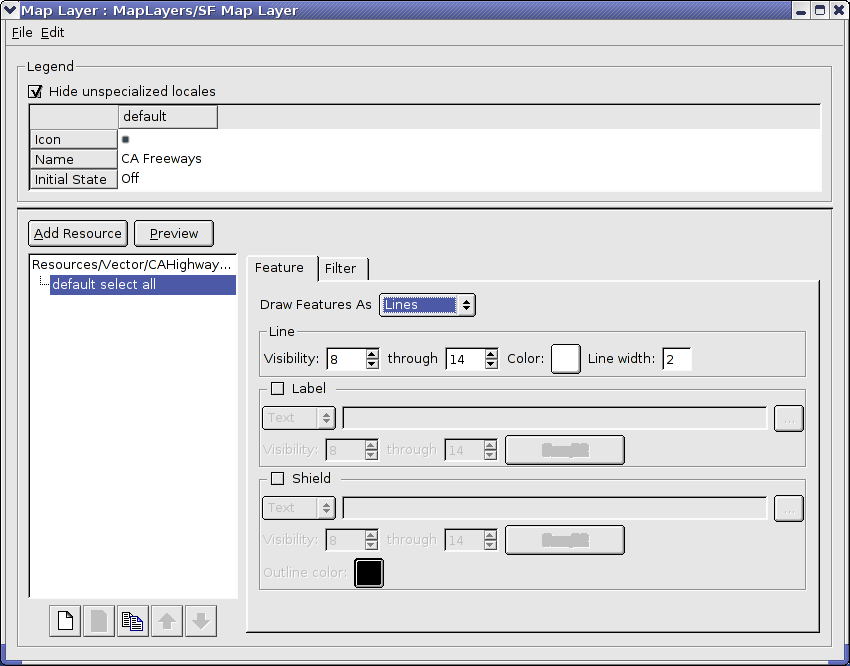 Map Layer : MapLayers/SF Map Layer
File Edit
Legend
Hide unspecialized locales
default
Icon
Name CA Freeways
Initial State Off
Add Resource Preview
Resources/Vector/CAHighway...
default select all
Feature Filter
Draw Features As Lines
Line
Visibility: 8 through 14 Color: Line width: 2
Label
Text ...
Visibility: 8 through 14
Shield
Text ...
Visibility: 8 through 14
Outline color: